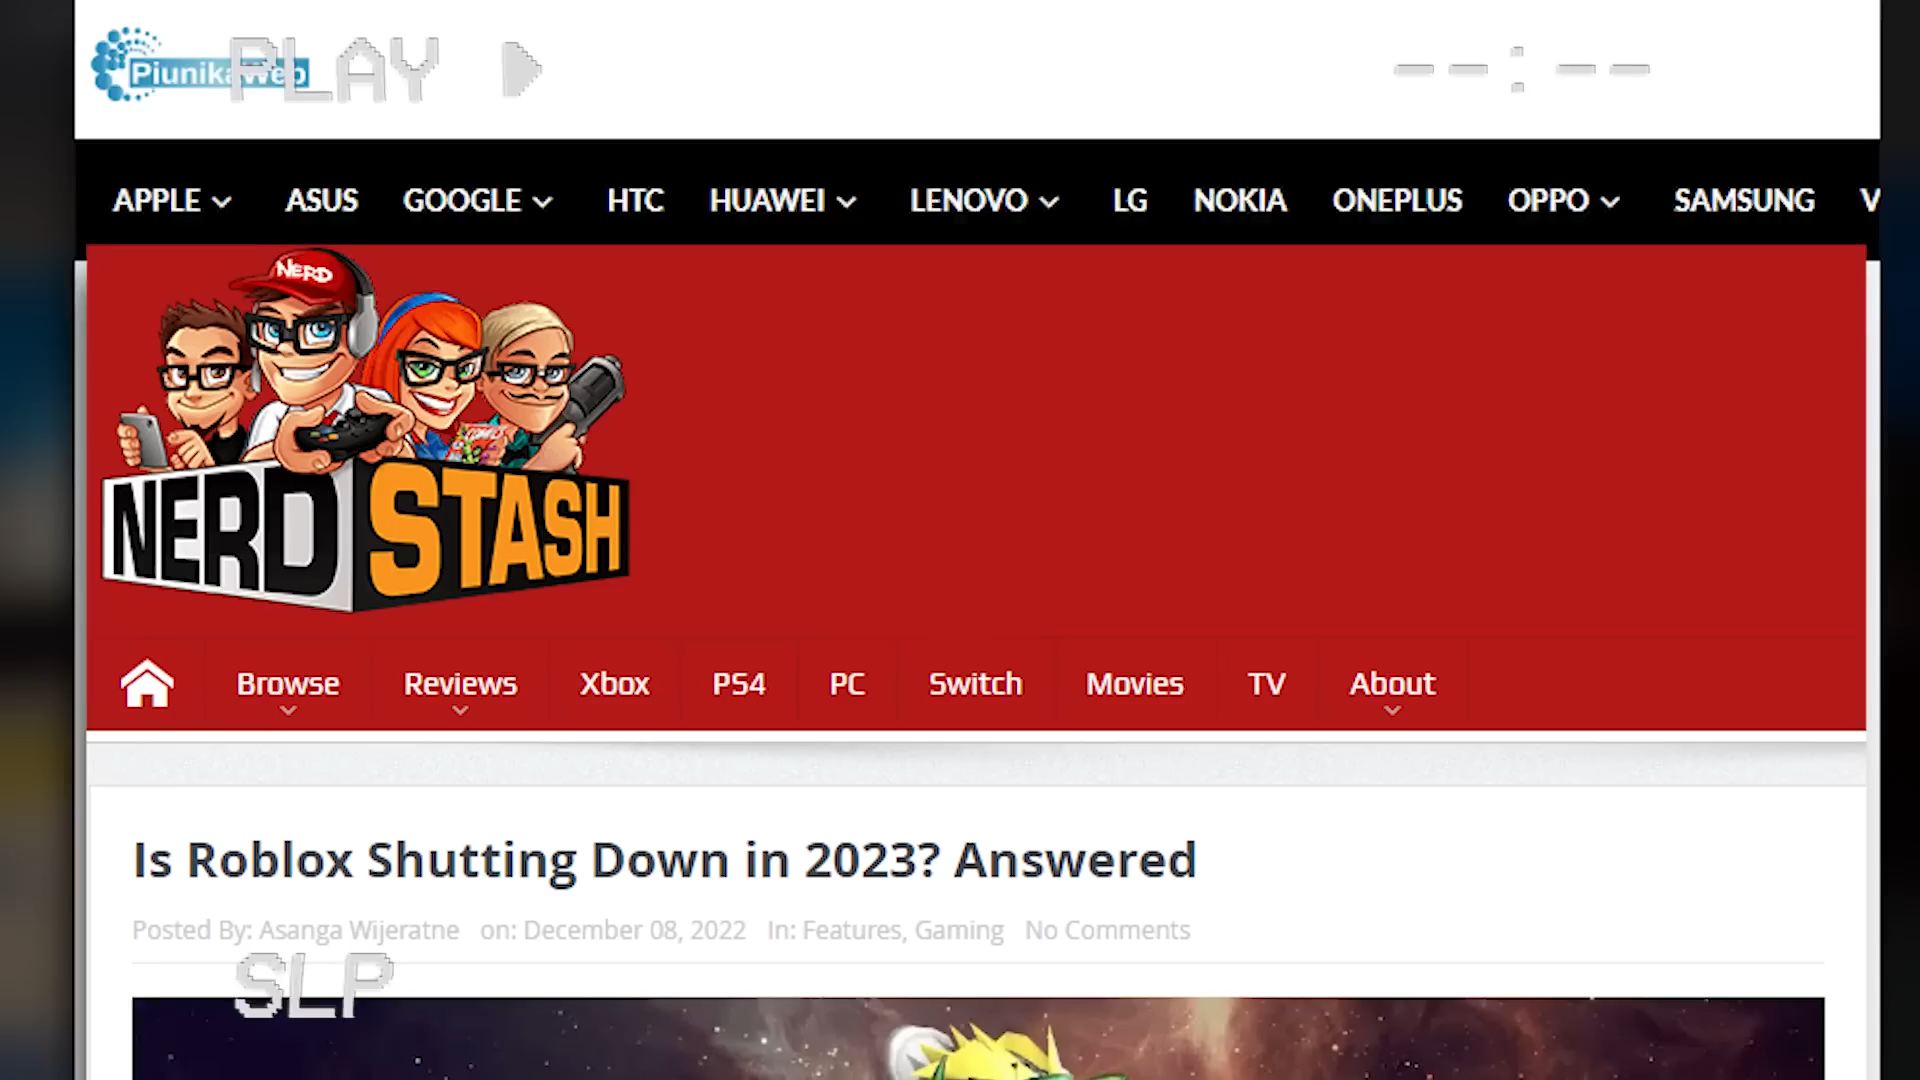 PiunikaWeb
PLAY
--:--
APPLE ASUS GOOGLE HTC HUAWEI LENOVO LG NOKIA ONEPLUS OPPO SAMSUNG V
NERD
NERD STASH
Browse Reviews Xbox PS4 PC Switch Movies TV About
Is Roblox Shutting Down in 2023? Answered
Posted By: Asanga Wijeratne on: December 08, 2022 In: Features, Gaming No Comments
SLP